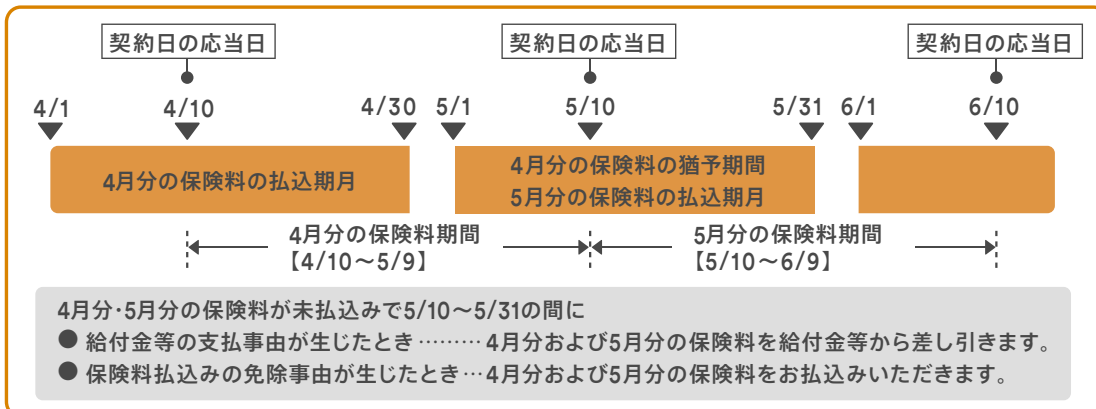 契約日の応当日 契約日の応当日 契約日の応当日
4/1 4/10 4/30 5/1 5/10 5/31 6/1 6/10
4月分の保険料の払込期月
4月分の保険料の猶予期間
5月分の保険料の払込期月
4月分の保険料期間
【4/10～5/9】
5月分の保険料期間
【5/10～6/9】
4月分･5月分の保険料が未払込みで5/10～5/31の間に
● 給付金等の支払事由が生じたとき………4月分および5月分の保険料を給付金等から差し引きます。
● 保険料払込みの免除事由が生じたとき…4月分および5月分の保険料をお払込みいただきます。